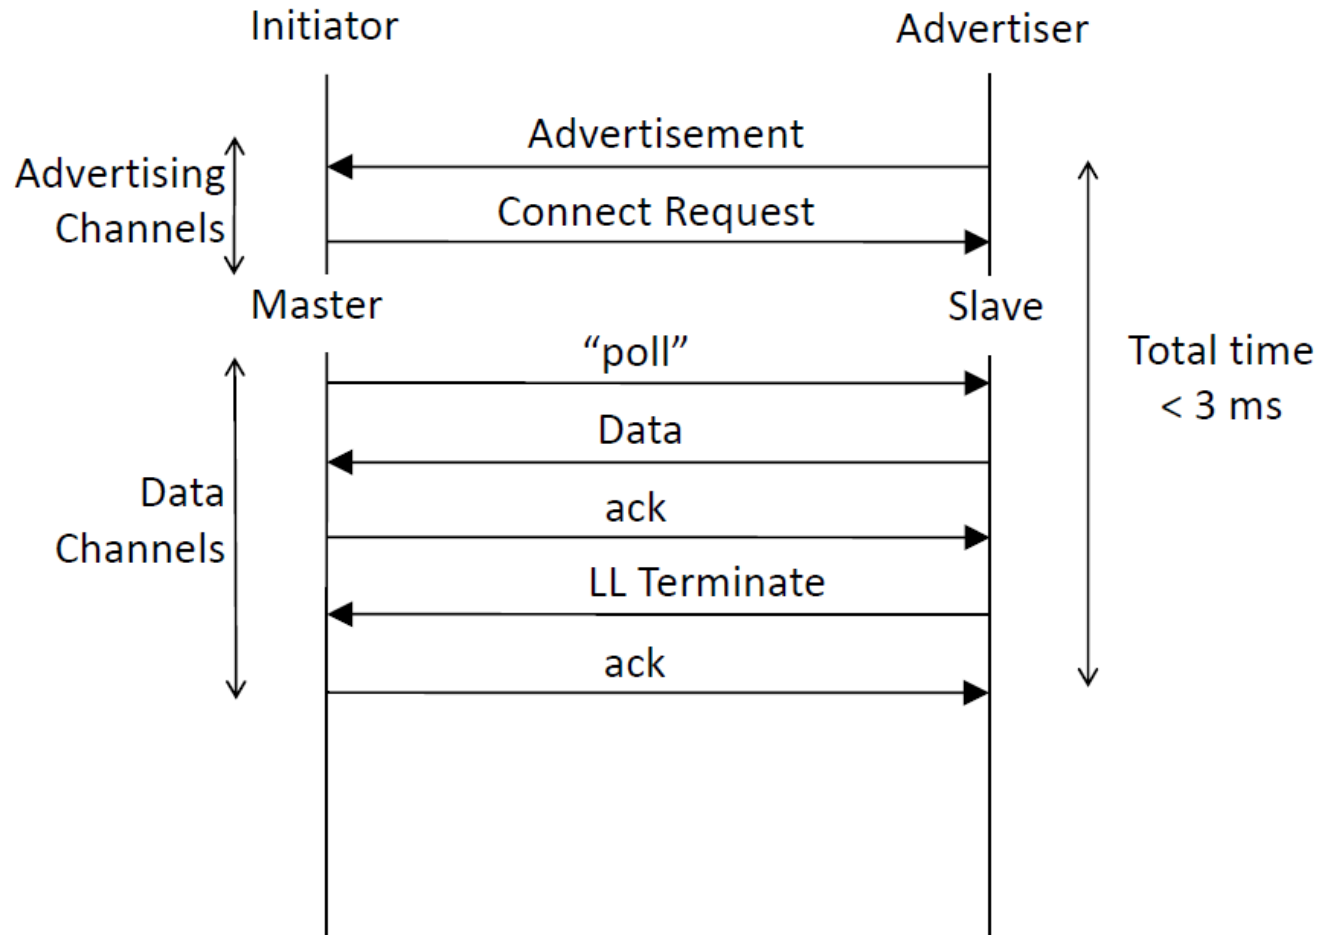 Initiator
Advertiser
Advertisement
Advertising
Channels
Connect Request
Master
Slave
“poll”
Total time
< 3 ms
Data
Data
Channels
ack
LL Terminate
ack